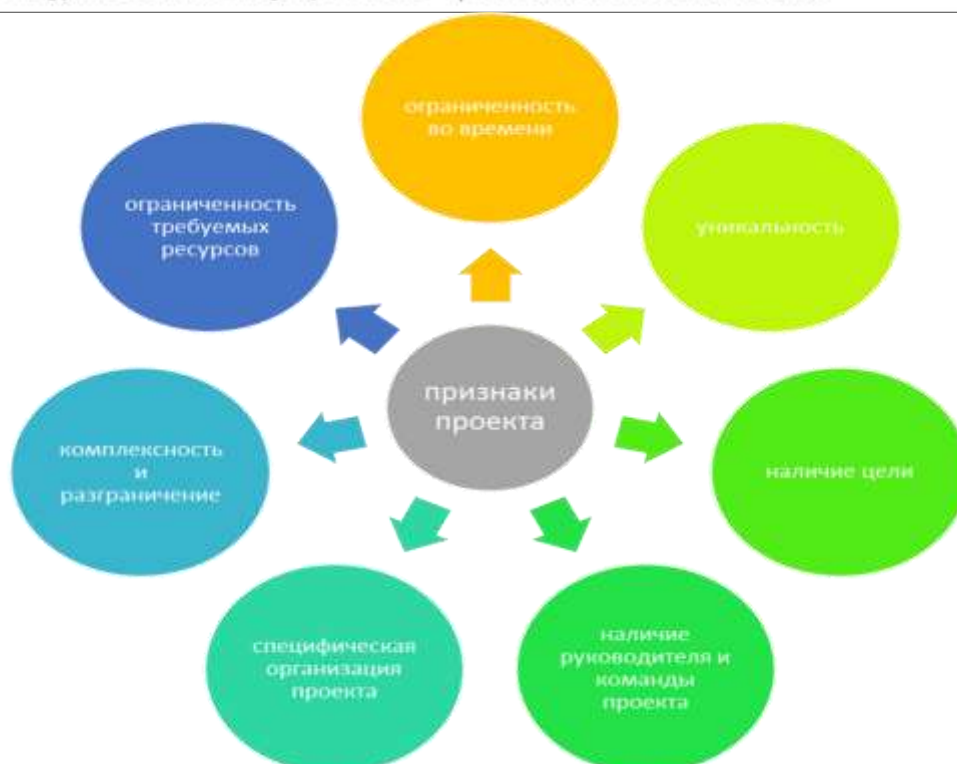 ограниченность
во времени
уникальность
наличие цели
наличие
руководителя и
команды
проекта
специфическая
организация
проекта
комплексность
и
разграничение
ограниченность
требуемых
ресурсов
признаки
проекта